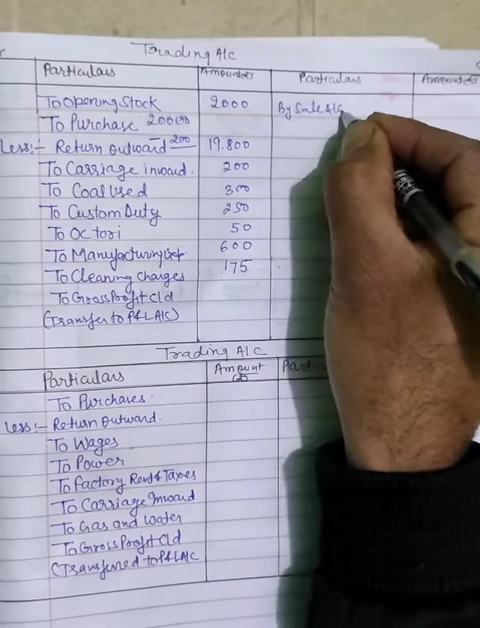 Trading A/C
Particulars Amount(₹) Particulars Amount(₹)
To Opening Stock 2000 By Sale A/c
To Purchase 20000
Less:- Return Outward - 200 19.800
To Carriage inward. 200
To Coal Used 300
To Custom Duty 250
To Octori 50
To Manufacturing 600
To Cleaning Charges 175
To Gross Profit C/d
(Transfer to P&L A/C)
Trading A/C
Particulars Amount (₹) Part
To Purchases.
Less:- Return Outward.
To Wages
To Power
To Factory Rent & Taxes
To Carriage Inward
To Gas and Water
To Gross Profit C/d
(Transferred to P&L A/C